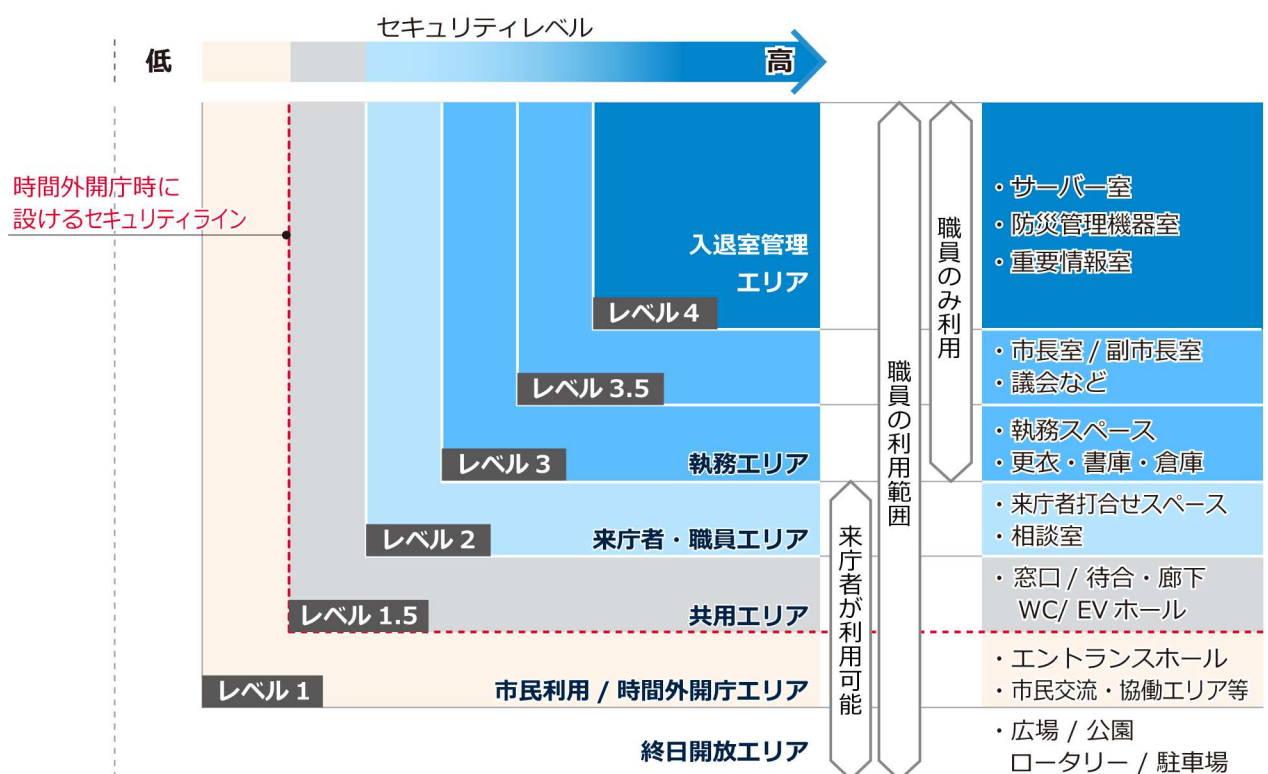 セキュリティレベル
低
高
時間外開庁時に
設けるセキュリティライン
入退室管理
エリア
レベル 4
・サーバー室
・防災管理機器室
・重要情報室
職員のみ利用
レベル 3.5
・市長室 / 副市長室
・議会など
職員の利用範囲
レベル 3
執務エリア
・執務スペース
・更衣・書庫・倉庫
レベル 2
来庁者・職員エリア
・来庁者打合せスペース
・相談室
来庁者が利用可能
レベル 1.5
共用エリア
・窓口 / 待合・廊下
WC/ EV ホール
レベル 1
市民利用 / 時間外開庁エリア
・エントランスホール
・市民交流・協働エリア等
終日開放エリア
・広場 / 公園
ロータリー / 駐車場